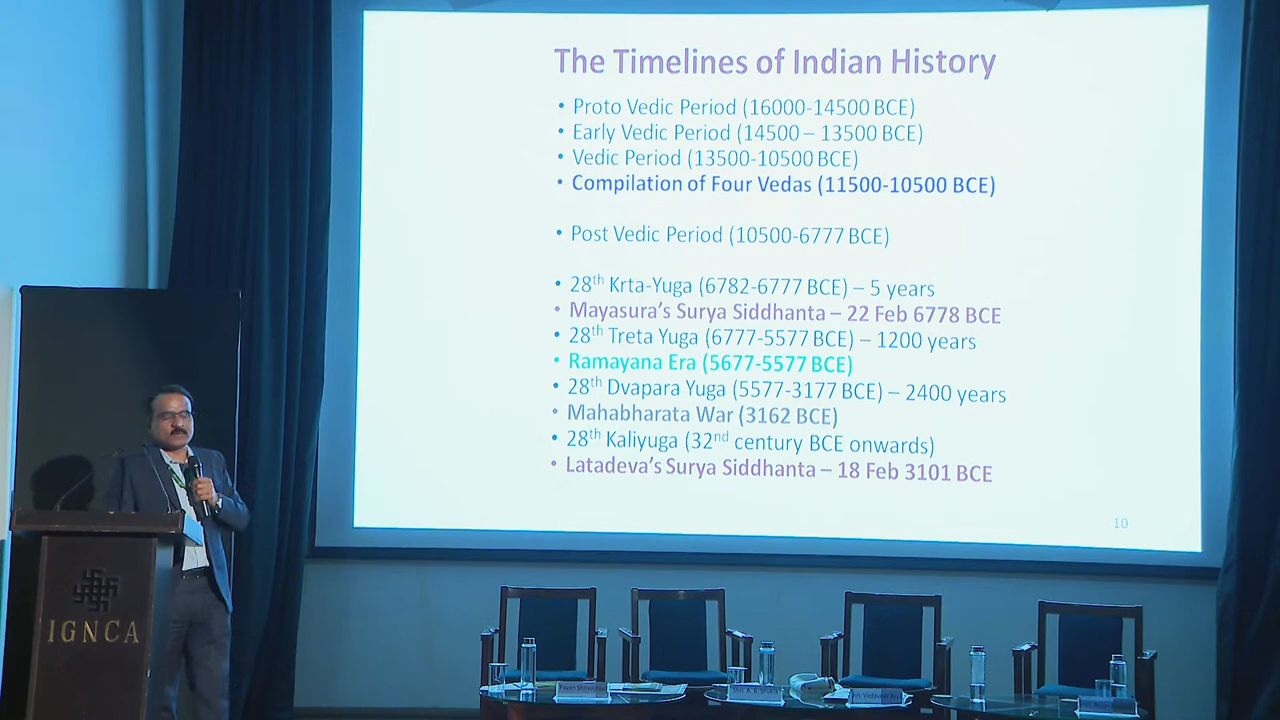 The Timelines of Indian History
• Proto Vedic Period (16000-14500 BCE)
• Early Vedic Period (14500 – 13500 BCE)
• Vedic Period (13500-10500 BCE)
• Compilation of Four Vedas (11500-10500 BCE)
• Post Vedic Period (10500-6777 BCE)
• 28th Krta-Yuga (6782-6777 BCE) – 5 years
• Mayasura's Surya Siddhanta – 22 Feb 6778 BCE
• 28th Treta Yuga (6777-5577 BCE) – 1200 years
• Ramayana Era (5677-5577 BCE)
• 28th Dvapara Yuga (5577-3177 BCE) – 2400 years
• Mahabharata War (3162 BCE)
• 28th Kaliyuga (32nd century BCE onwards)
• Latadeva's Surya Siddhanta – 18 Feb 3101 BCE
10
IGNCA
Shri A. B. Shukla